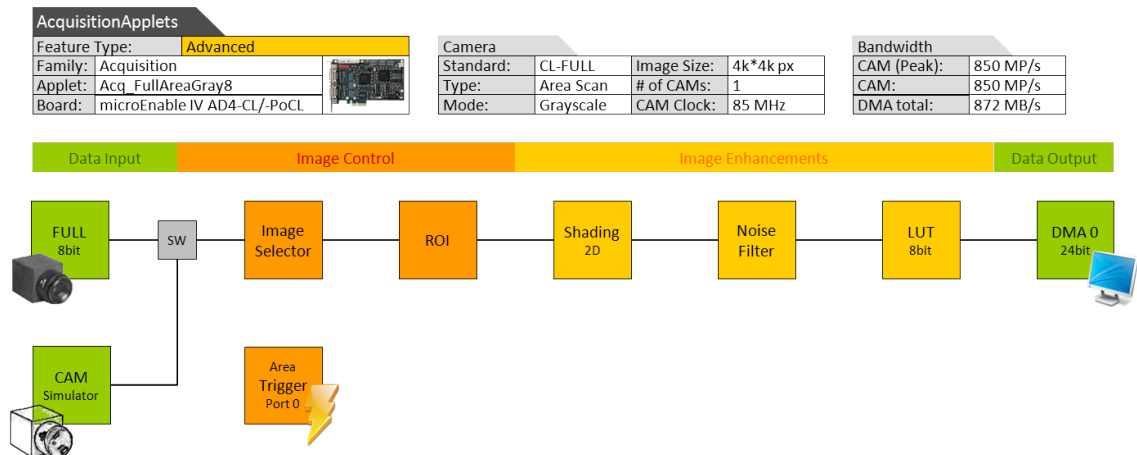 AcquisitionApplets
Feature Type: Advanced
Family: Acquisition
Applet: Acq_FullAreaGray8
Board: microEnable IV AD4-CL/-PoCL
Camera
Standard: CL-FULL Image Size: 4k*4k px
Type: Area Scan # of CAMs: 1
Mode: Grayscale CAM Clock: 85 MHz
Bandwidth
CAM (Peak): 850 MP/s
CAM: 850 MP/s
DMA total: 872 MB/s
Data Input Image Control Image Enhancements Data Output
FULL
8bit
SW
Image
Selector
ROI
Shading
2D
Noise
Filter
LUT
8bit
DMA 0
24bit
CAM
Simulator
Area
Trigger
Port 0